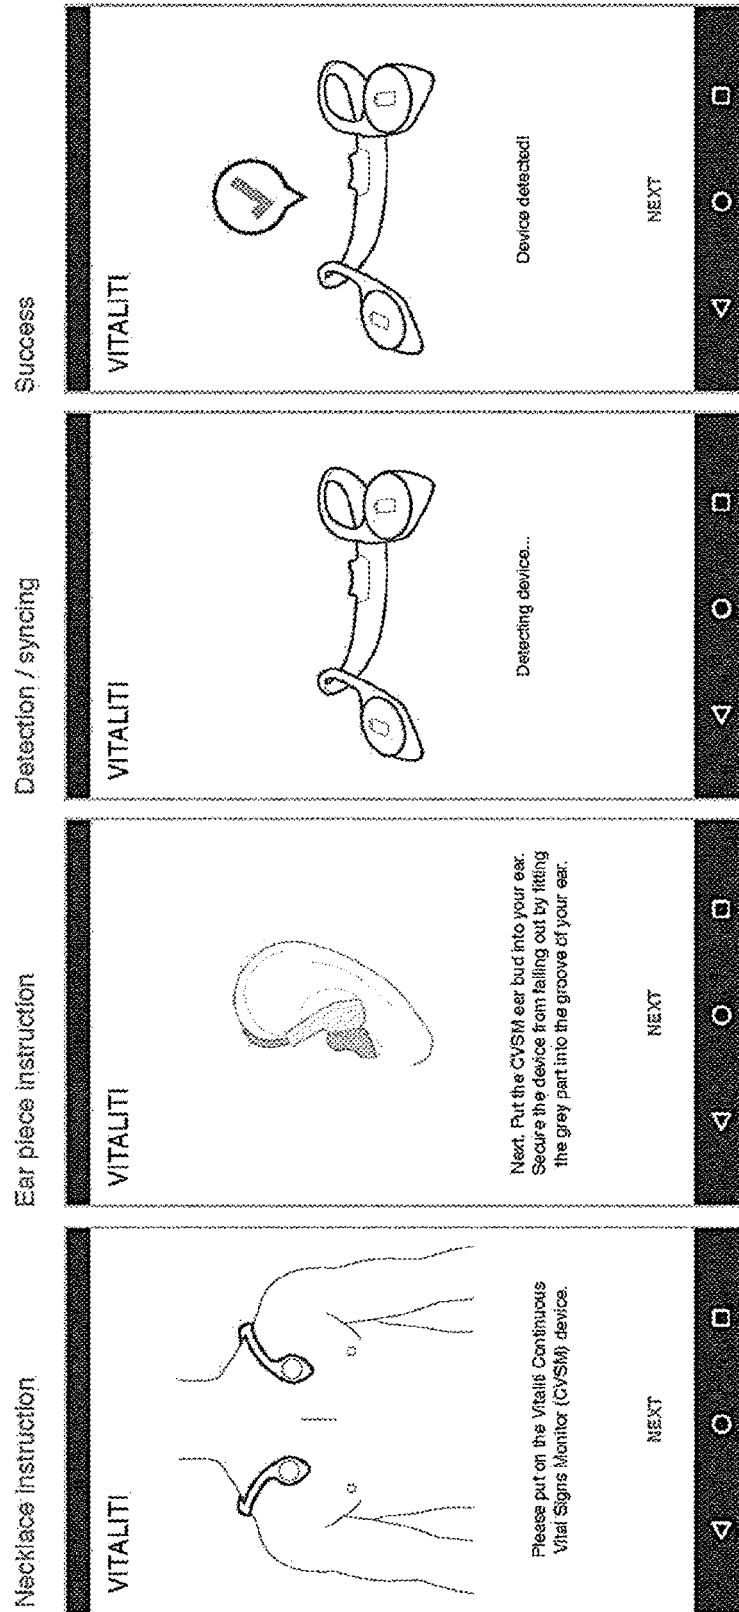 Necklace instruction
VITALITI
Please put on the Vitaliti Continuous
Vital Signs Monitor (CVSM) device.
NEXT
Ear piece instruction
VITALITI
Next. Put the CVSM ear bud into your ear.
Secure the device from falling out by fitting
the grey part into the groove of your ear.
NEXT
Detection / syncing
VITALITI
Detecting device...
Success
VITALITI
Device detected!
NEXT